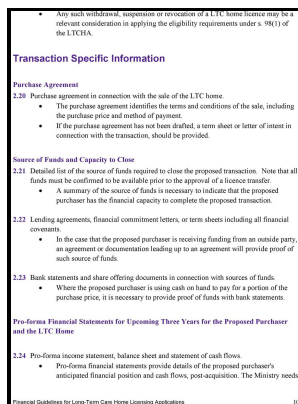 • Any such withdrawal, suspension or revocation of a LTC home licence may be a
relevant consideration in applying the eligibility requirements under s. 98(1) of
the LTCHA.
Transaction Specific Information
Purchase Agreement
2.20 Purchase agreement in connection with the sale of the LTC home.
• The purchase agreement identifies the terms and conditions of the sale, including
the purchase price and method of payment.
• If the purchase agreement has not been drafted, a term sheet or letter of intent in
connection with the transaction, should be provided.
Source of Funds and Capacity to Close
2.21 Detailed list of the source of funds required to close the proposed transaction. Note that all
funds must be confirmed to be available prior to the approval of a licence transfer.
• A summary of the source of funds is necessary to indicate that the proposed
purchaser has the financial capacity to complete the proposed transaction.
2.22 Lending agreements, financial commitment letters, or term sheets including all financial
covenants.
• In the case that the proposed purchaser is receiving funding from an outside party,
an agreement or documentation leading up to an agreement will provide proof of
such source of funds.
2.23 Bank statements and share offering documents in connection with sources of funds.
• Where the proposed purchaser is using cash on hand to pay for a portion of the
purchase price, it is necessary to provide proof of funds with bank statements.
Pro-forma Financial Statements for Upcoming Three Years for the Proposed Purchaser
and the LTC Home
2.24 Pro-forma income statement, balance sheet and statement of cash flows.
• Pro-forma financial statements provide details of the proposed purchaser's
anticipated financial position and cash flows, post-acquisition. The Ministry needs
Financial Guidelines for Long-Term Care Home Licensing Applications 10